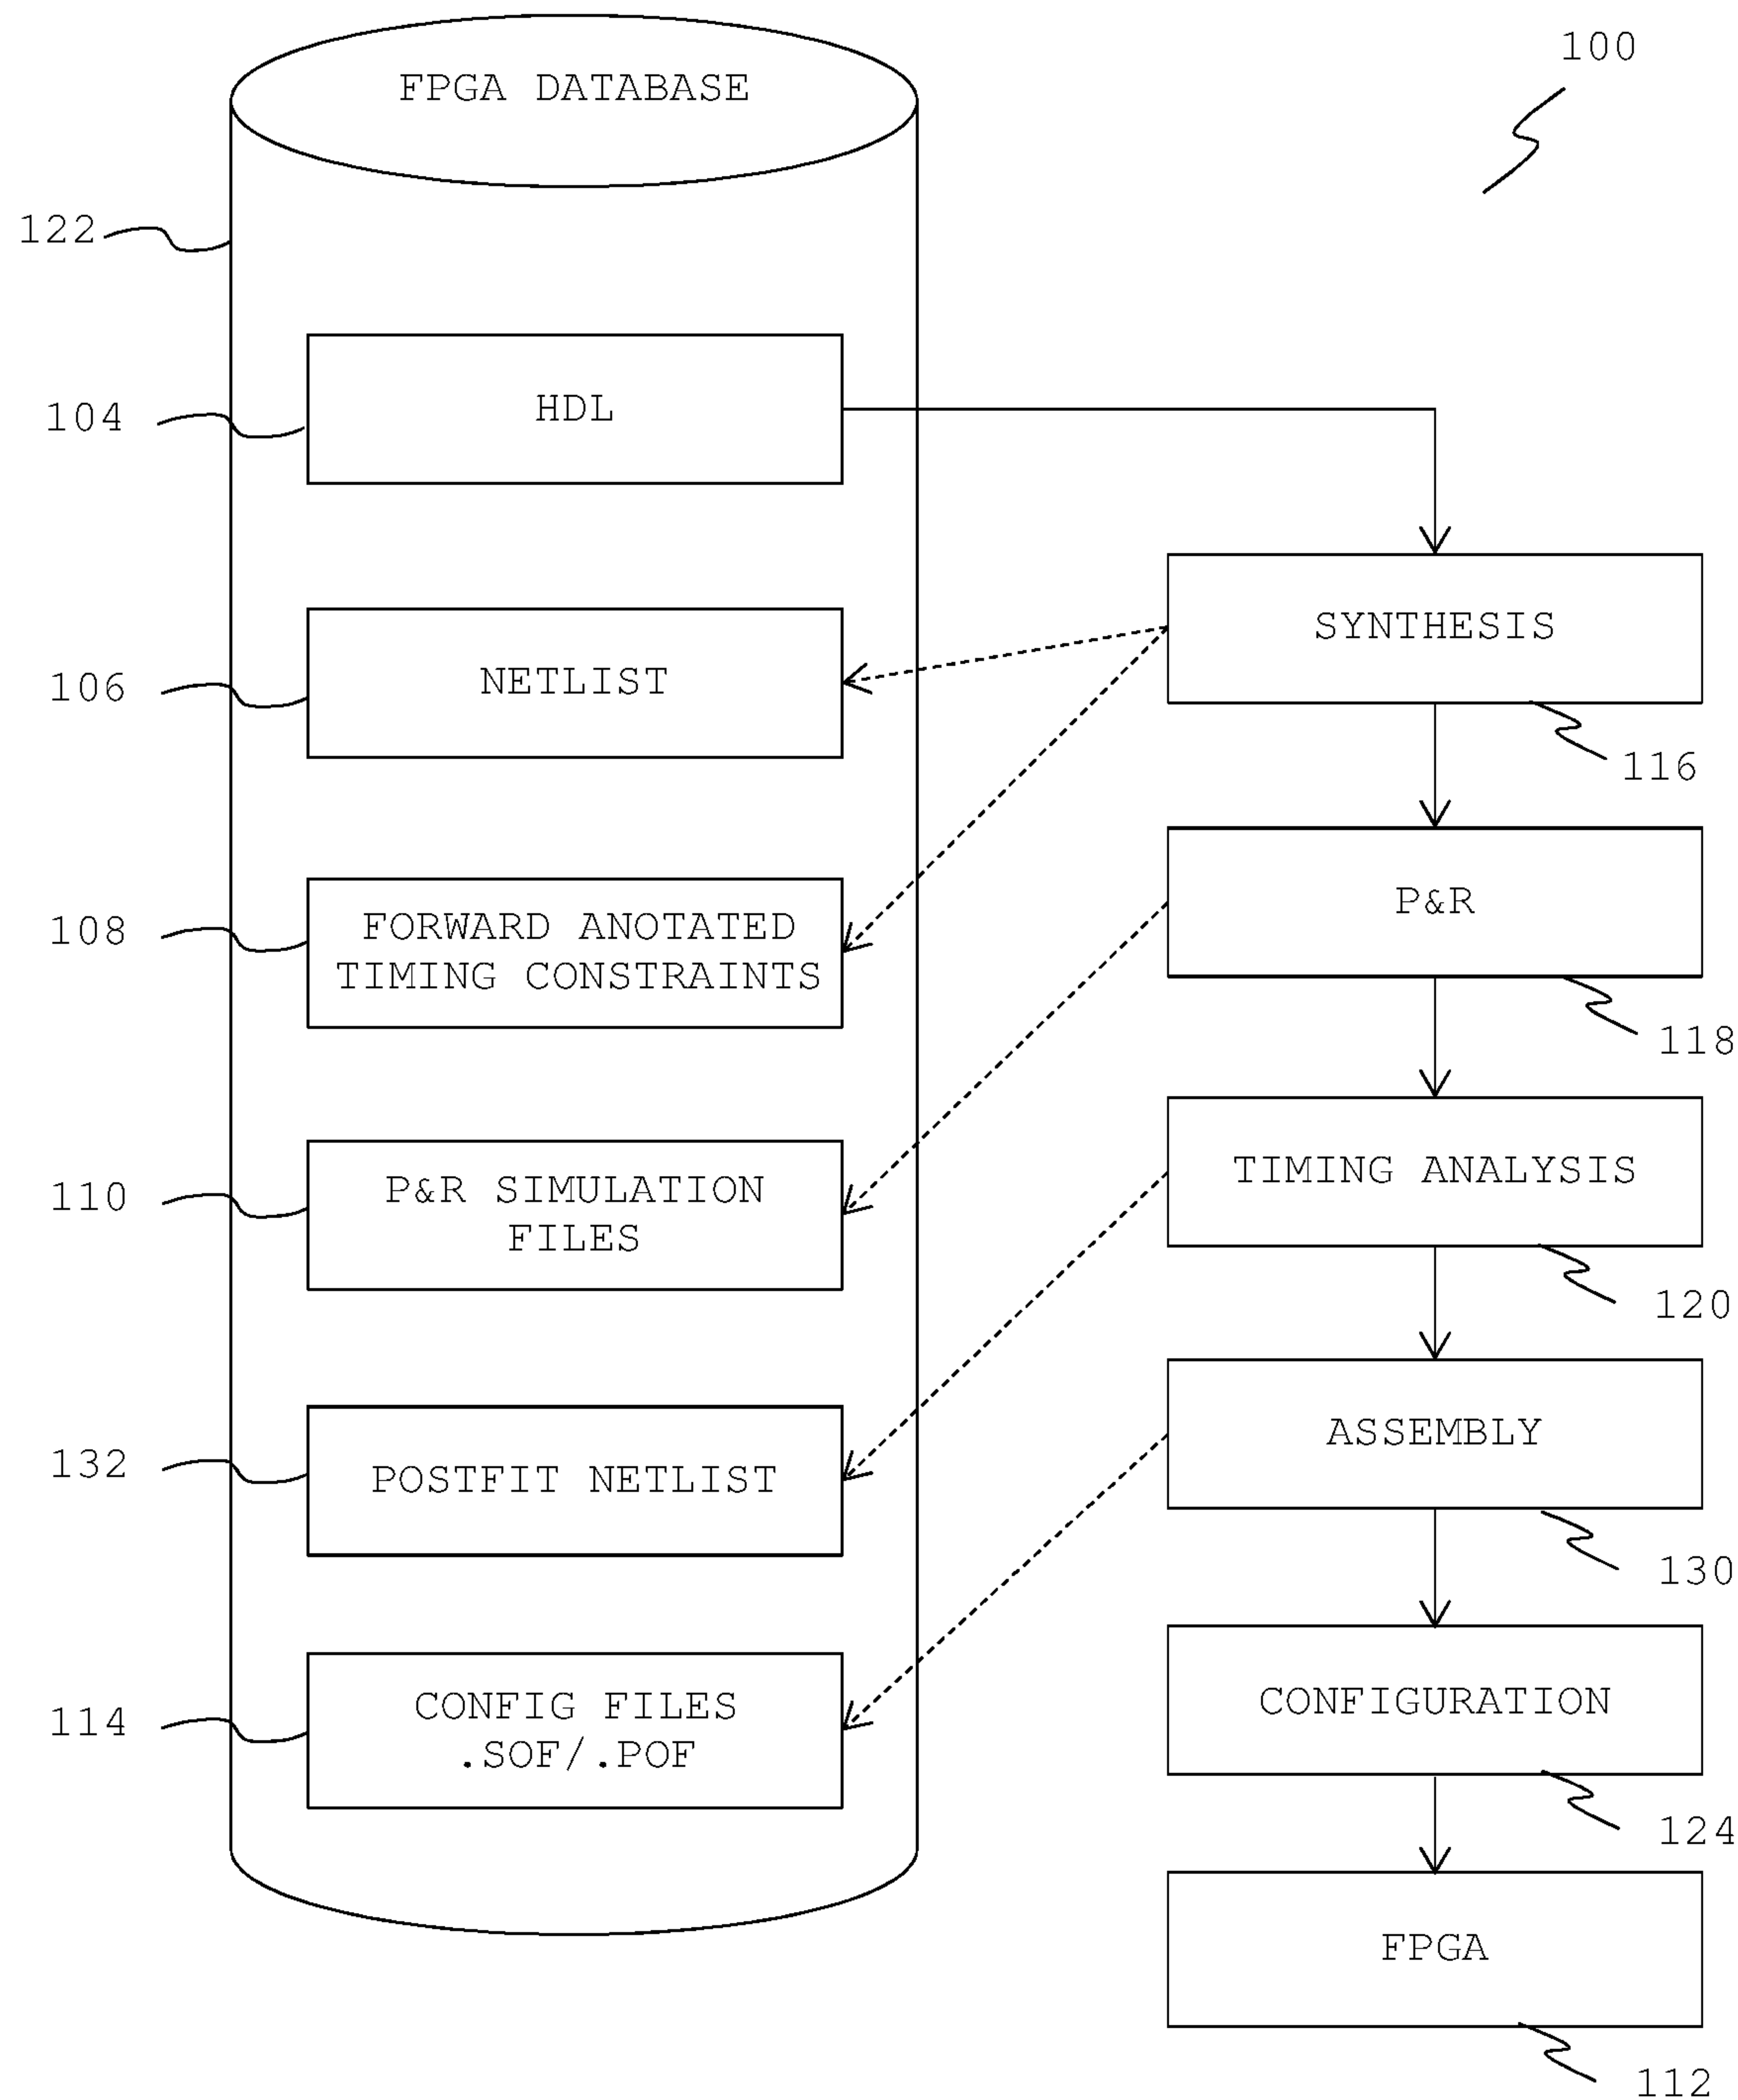 100
FPGA DATABASE
122
104
HDL
106
NETLIST
108
FORWARD ANOTATED
TIMING CONSTRAINTS
110
P&R SIMULATION
FILES
132
POSTFIT NETLIST
114
CONFIG FILES
.SOF/.POF
SYNTHESIS
116
P&R
118
TIMING ANALYSIS
120
ASSEMBLY
130
CONFIGURATION
124
FPGA
112